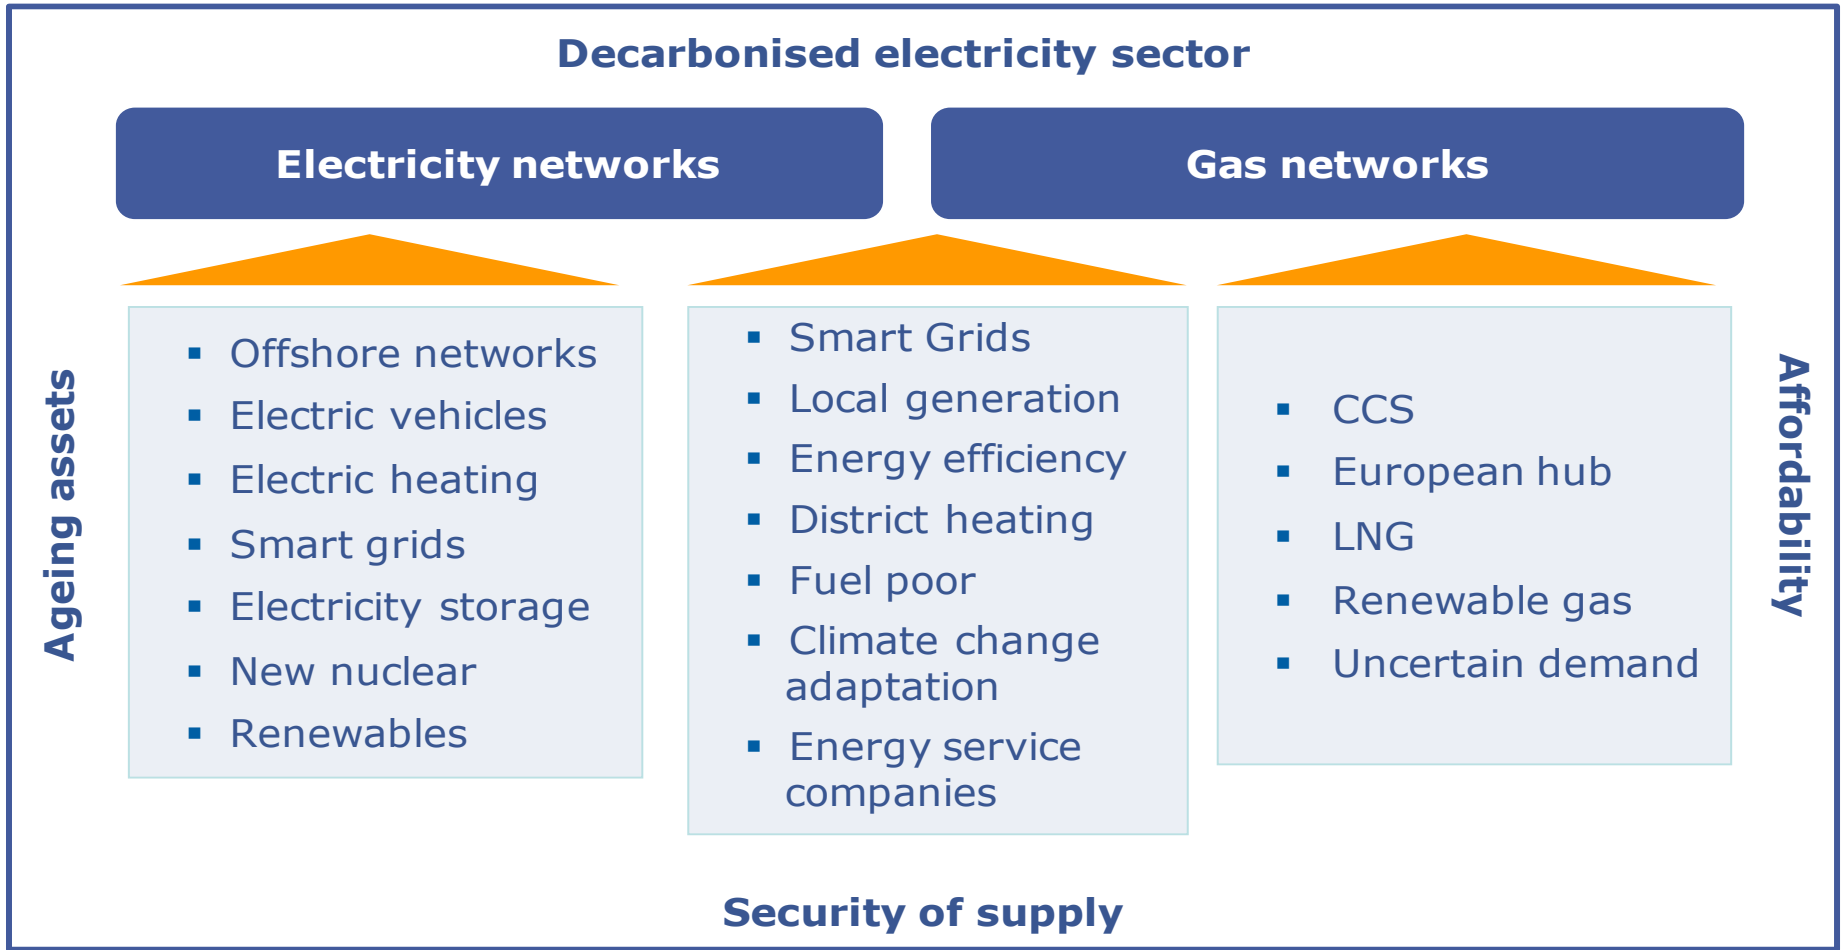 Decarbonised electricity sector
Electricity networks
Gas networks
Ageing assets
▪ Offshore networks
▪ Electric vehicles
▪ Electric heating
▪ Smart grids
▪ Electricity storage
▪ New nuclear
▪ Renewables
▪ Smart Grids
▪ Local generation
▪ Energy efficiency
▪ District heating
▪ Fuel poor
▪ Climate change
adaptation
▪ Energy service
companies
▪ CCS
▪ European hub
▪ LNG
▪ Renewable gas
▪ Uncertain demand
Affordability
Security of supply